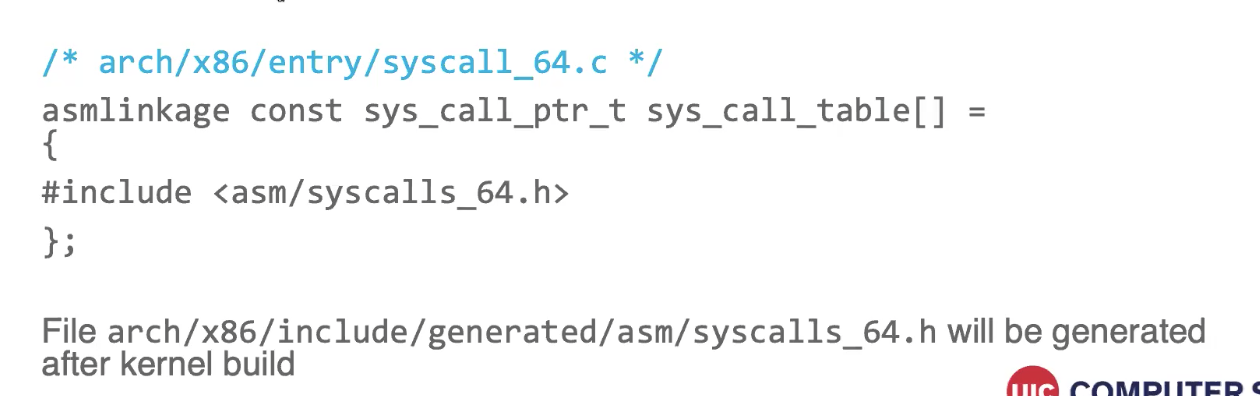 /* arch/x86/entry/syscall_64.c */
asmlinkage const sys_call_ptr_t sys_call_table[] =
{
#include <asm/syscalls_64.h>
};
File arch/x86/include/generated/asm/syscalls_64.h will be generated
after kernel build
UIC COMPUTER